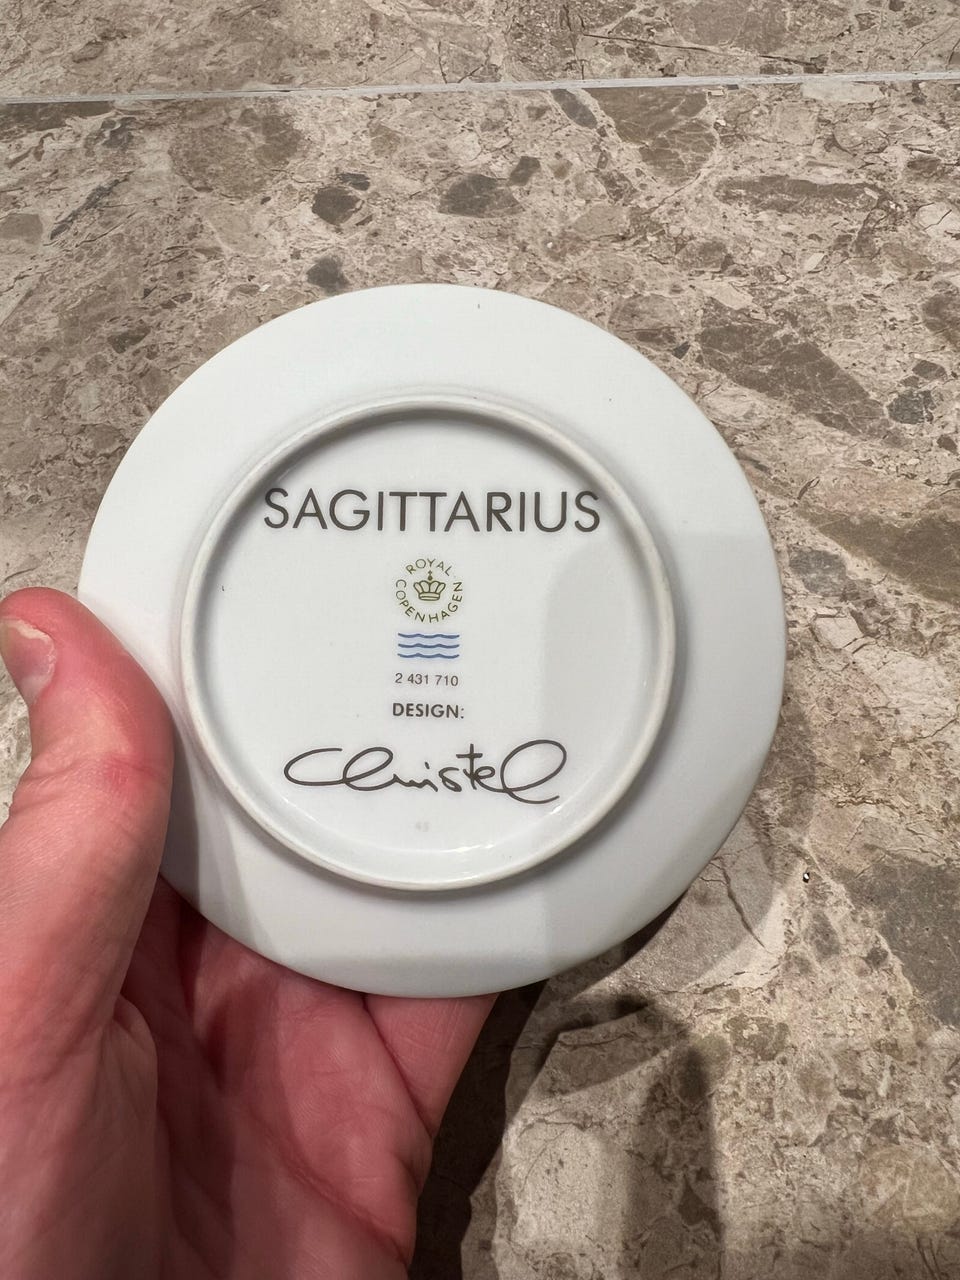 SAGITTARIUS
ROYAL
COPENHAGEN
2 431 710
DESIGN:
Christel